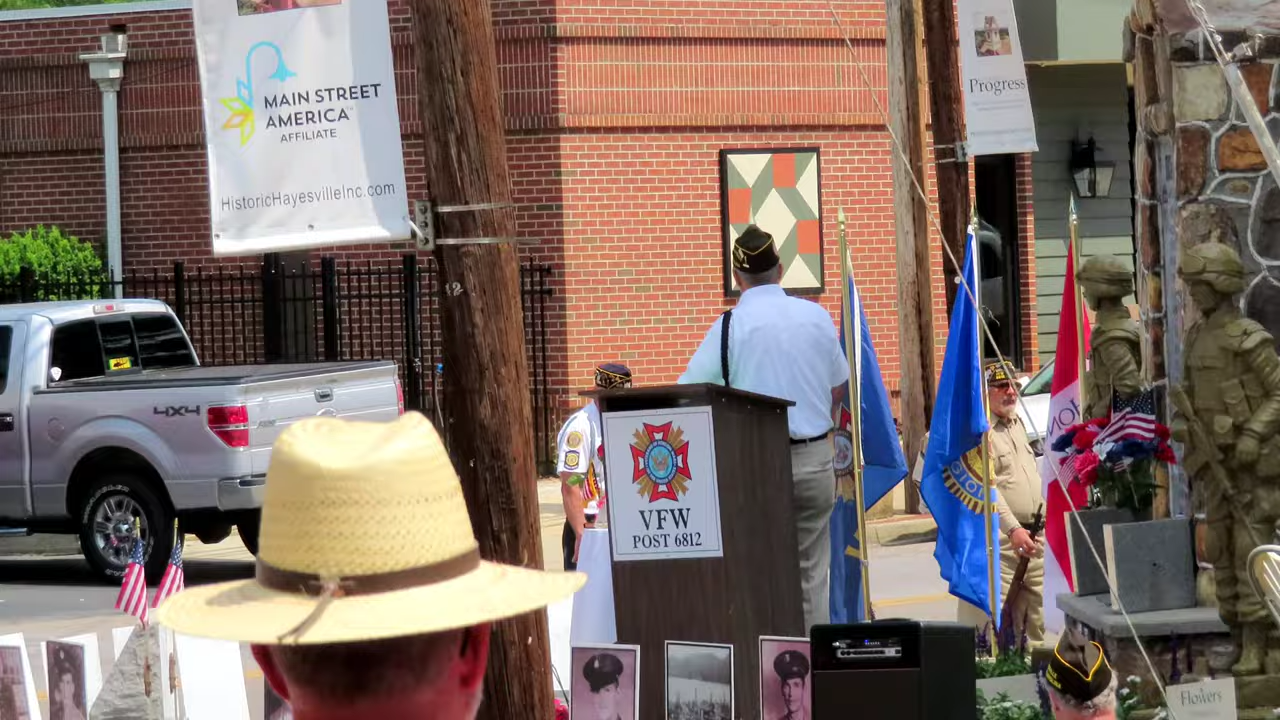 MAIN STREET
AMERICA
AFFILIATE
HistoricHayesvilleInc.com
Progress
4X4
12
VFW
POST 6812
Flowers